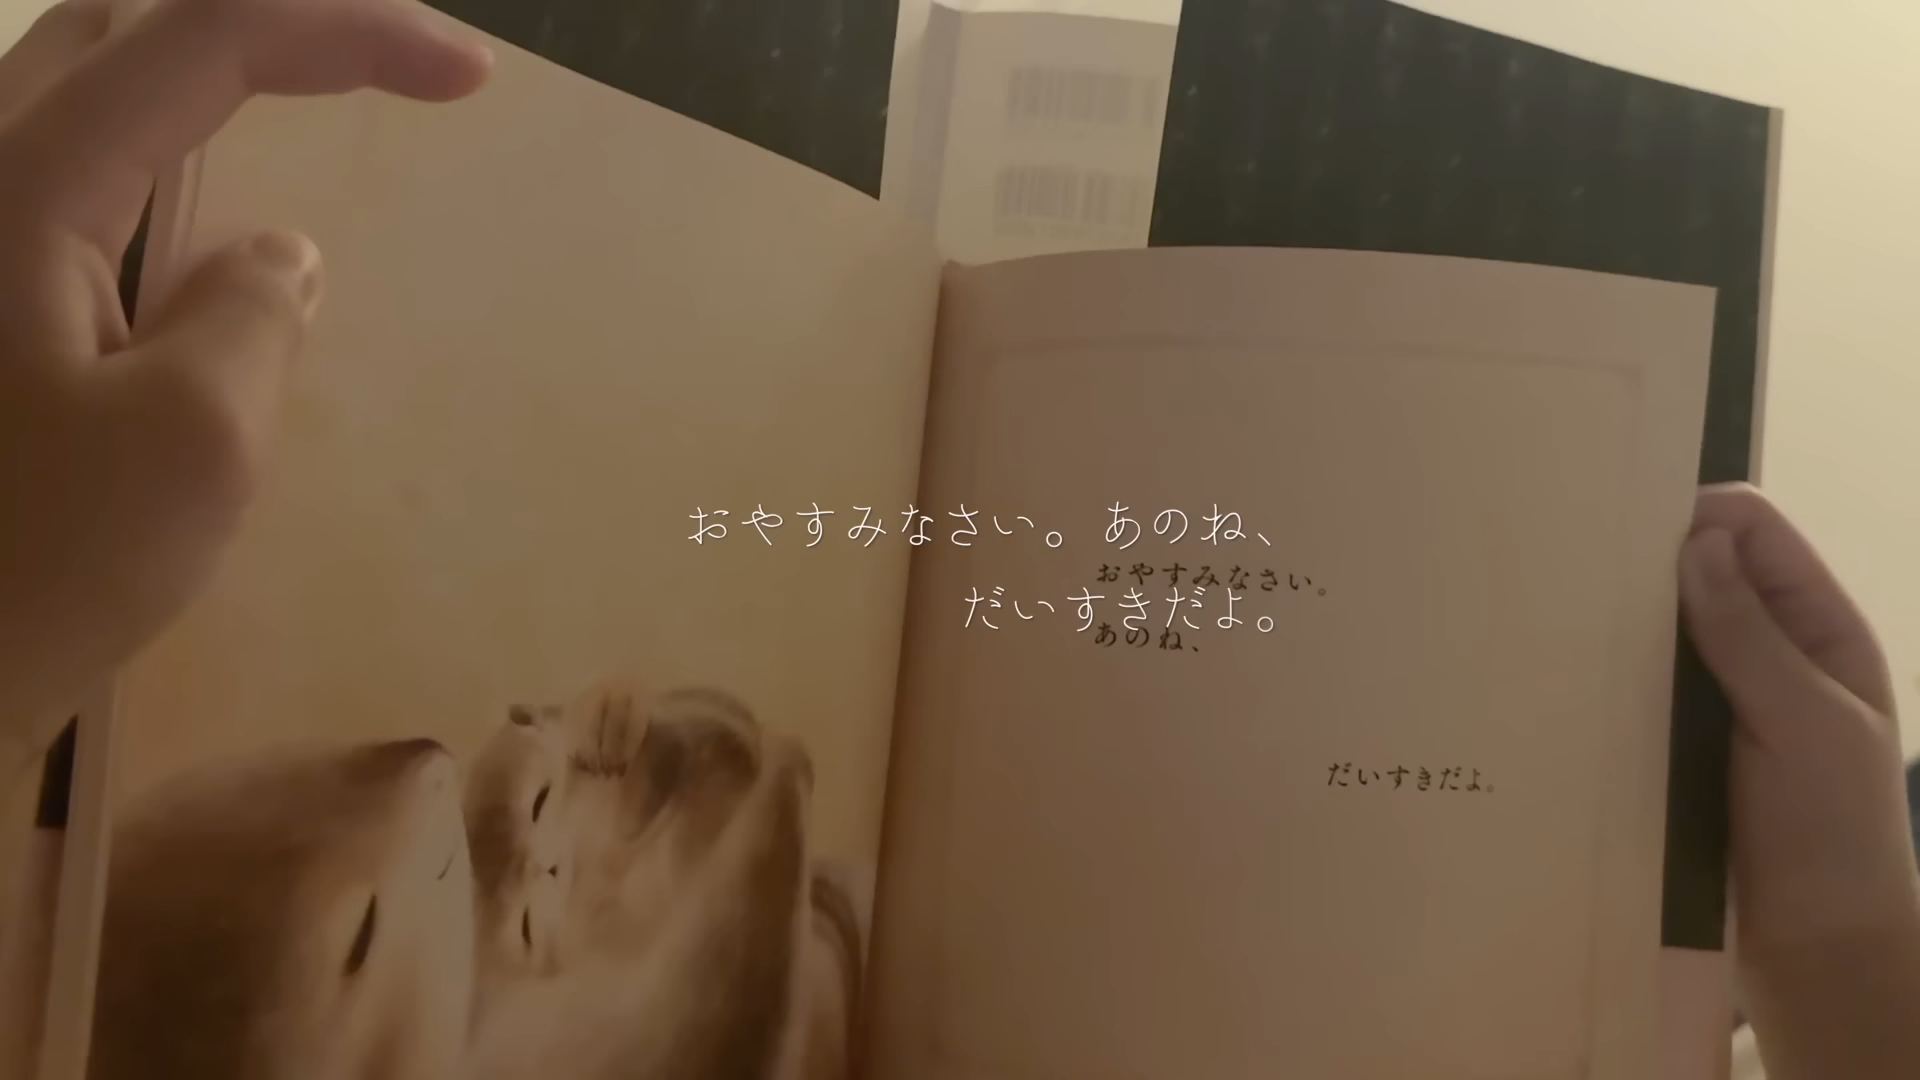 おやすみなさい。あのね、
だいすきだよ。
おやすみなさい。
あのね、
だいすきだよ。